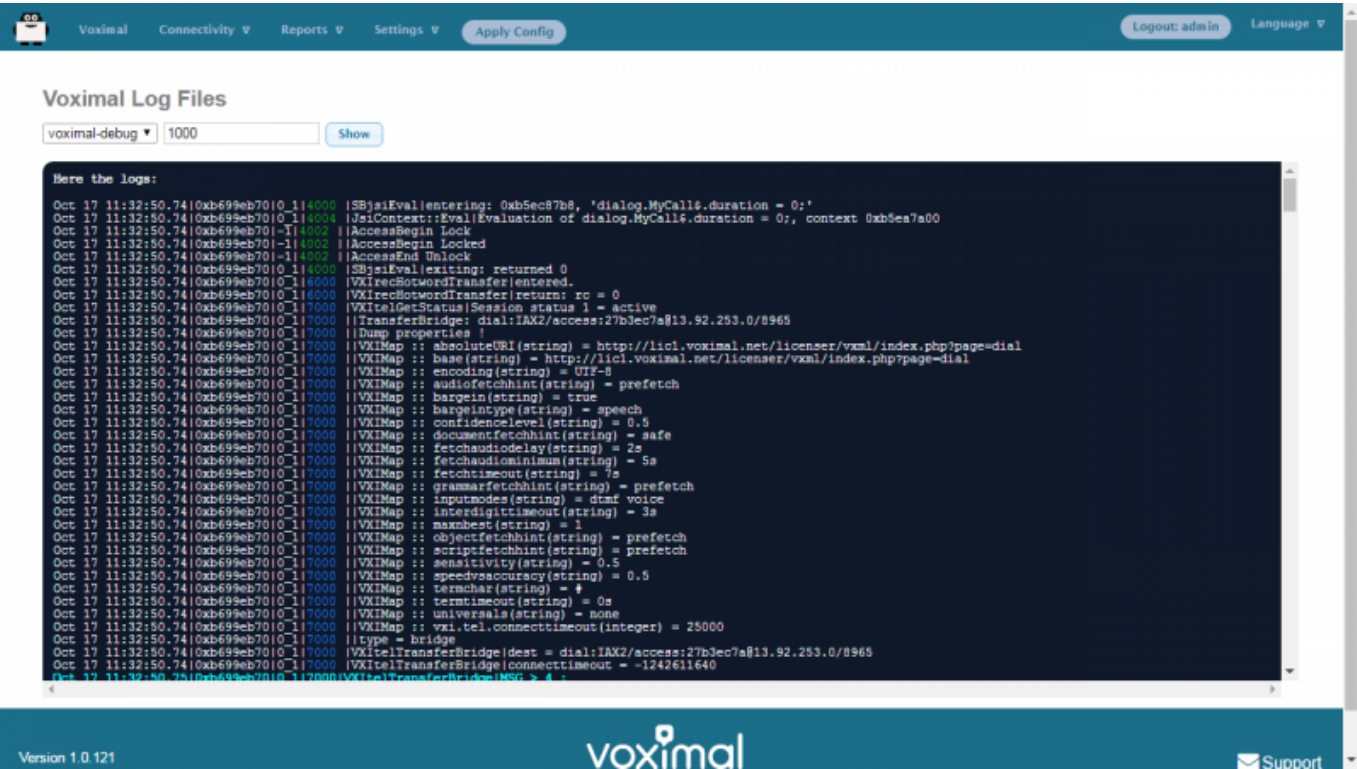 Voximal Connectivity ∇ Reports ∇ Settings ∇ Apply Config Logout: admin Language ∇
Voximal Log Files
voximal-debug ▼ 1000 Show
Here the logs:
Oct 17 11:32:50.74|0xb699eb70|0_1|4000 |SBjsiEval|entering: 0xb5ec87b8, 'dialog.MyCall$.duration = 0;'
Oct 17 11:32:50.74|0xb699eb70|0_1|4004 |JsiContext::Eval|Evaluation of dialog.MyCall$.duration = 0;, context 0xb5ea7a00
Oct 17 11:32:50.74|0xb699eb70|-1|4002 ||AccessBegin Lock
Oct 17 11:32:50.74|0xb699eb70|-1|4002 ||AccessBegin Locked
Oct 17 11:32:50.74|0xb699eb70|-1|4002 ||AccessEnd Unlock
Oct 17 11:32:50.74|0xb699eb70|0_1|4000 |SBjsiEval|exiting: returned 0
Oct 17 11:32:50.74|0xb699eb70|0_1|6000 |VXIrecHotwordTransfer|entered.
Oct 17 11:32:50.74|0xb699eb70|0_1|6000 |VXIrecHotwordTransfer|return: rc = 0
Oct 17 11:32:50.74|0xb699eb70|0_1|7000 |VXItelGetStatus|Session status 1 = active
Oct 17 11:32:50.74|0xb699eb70|0_1|7000 ||TransferBridge: dial:IAX2/access:27b3ec7a@13.92.253.0/8965
Oct 17 11:32:50.74|0xb699eb70|0_1|7000 ||Dump properties !
Oct 17 11:32:50.74|0xb699eb70|0_1|7000 ||VXIMap :: absoluteURI(string) = http://lic1.voximal.net/licenser/vxml/index.php?page=dial
Oct 17 11:32:50.74|0xb699eb70|0_1|7000 ||VXIMap :: base(string) = http://lic1.voximal.net/licenser/vxml/index.php?page=dial
Oct 17 11:32:50.74|0xb699eb70|0_1|7000 ||VXIMap :: encoding(string) = UTF-8
Oct 17 11:32:50.74|0xb699eb70|0_1|7000 ||VXIMap :: audiofetchhint(string) = prefetch
Oct 17 11:32:50.74|0xb699eb70|0_1|7000 ||VXIMap :: bargein(string) = true
Oct 17 11:32:50.74|0xb699eb70|0_1|7000 ||VXIMap :: bargeintype(string) = speech
Oct 17 11:32:50.74|0xb699eb70|0_1|7000 ||VXIMap :: confidencelevel(string) = 0.5
Oct 17 11:32:50.74|0xb699eb70|0_1|7000 ||VXIMap :: documentfetchhint(string) = safe
Oct 17 11:32:50.74|0xb699eb70|0_1|7000 ||VXIMap :: fetchaudiodelay(string) = 2s
Oct 17 11:32:50.74|0xb699eb70|0_1|7000 ||VXIMap :: fetchaudiominimum(string) = 5s
Oct 17 11:32:50.74|0xb699eb70|0_1|7000 ||VXIMap :: fetchtimeout(string) = 7s
Oct 17 11:32:50.74|0xb699eb70|0_1|7000 ||VXIMap :: grammarfetchhint(string) = prefetch
Oct 17 11:32:50.74|0xb699eb70|0_1|7000 ||VXIMap :: inputmodes(string) = dtmf voice
Oct 17 11:32:50.74|0xb699eb70|0_1|7000 ||VXIMap :: interdigittimeout(string) = 3s
Oct 17 11:32:50.74|0xb699eb70|0_1|7000 ||VXIMap :: maxnbest(string) = 1
Oct 17 11:32:50.74|0xb699eb70|0_1|7000 ||VXIMap :: objectfetchhint(string) = prefetch
Oct 17 11:32:50.74|0xb699eb70|0_1|7000 ||VXIMap :: scriptfetchhint(string) = prefetch
Oct 17 11:32:50.74|0xb699eb70|0_1|7000 ||VXIMap :: sensitivity(string) = 0.5
Oct 17 11:32:50.74|0xb699eb70|0_1|7000 ||VXIMap :: speedvsaccuracy(string) = 0.5
Oct 17 11:32:50.74|0xb699eb70|0_1|7000 ||VXIMap :: termchar(string) = #
Oct 17 11:32:50.74|0xb699eb70|0_1|7000 ||VXIMap :: termtimeout(string) = 0s
Oct 17 11:32:50.74|0xb699eb70|0_1|7000 ||VXIMap :: universals(string) = none
Oct 17 11:32:50.74|0xb699eb70|0_1|7000 ||VXIMap :: vxi.tel.connecttimeout(integer) = 25000
Oct 17 11:32:50.74|0xb699eb70|0_1|7000 ||type = bridge
Oct 17 11:32:50.74|0xb699eb70|0_1|7000 |VXItelTransferBridge|dest = dial:IAX2/access:27b3ec7a@13.92.253.0/8965
Oct 17 11:32:50.74|0xb699eb70|0_1|7000 |VXItelTransferBridge|connecttimeout = -1242611640
Oct 17 11:32:50.75|0xb699eb70|0_1|7000|VXItelTransferBridge|MSG > 4 :
Version 1.0.121 voximal Support